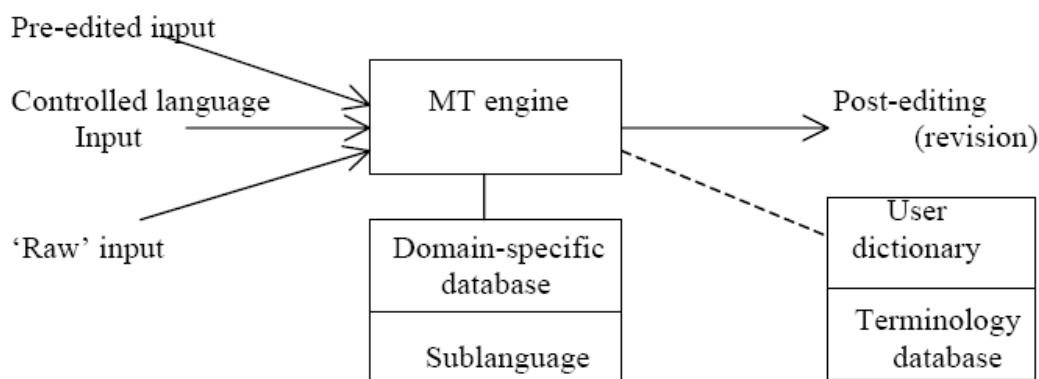 Pre-edited input
Controlled language
Input
‘Raw’ input
MT engine
Domain-specific
database
Sublanguage
Post-editing
(revision)
User
dictionary
Terminology
database